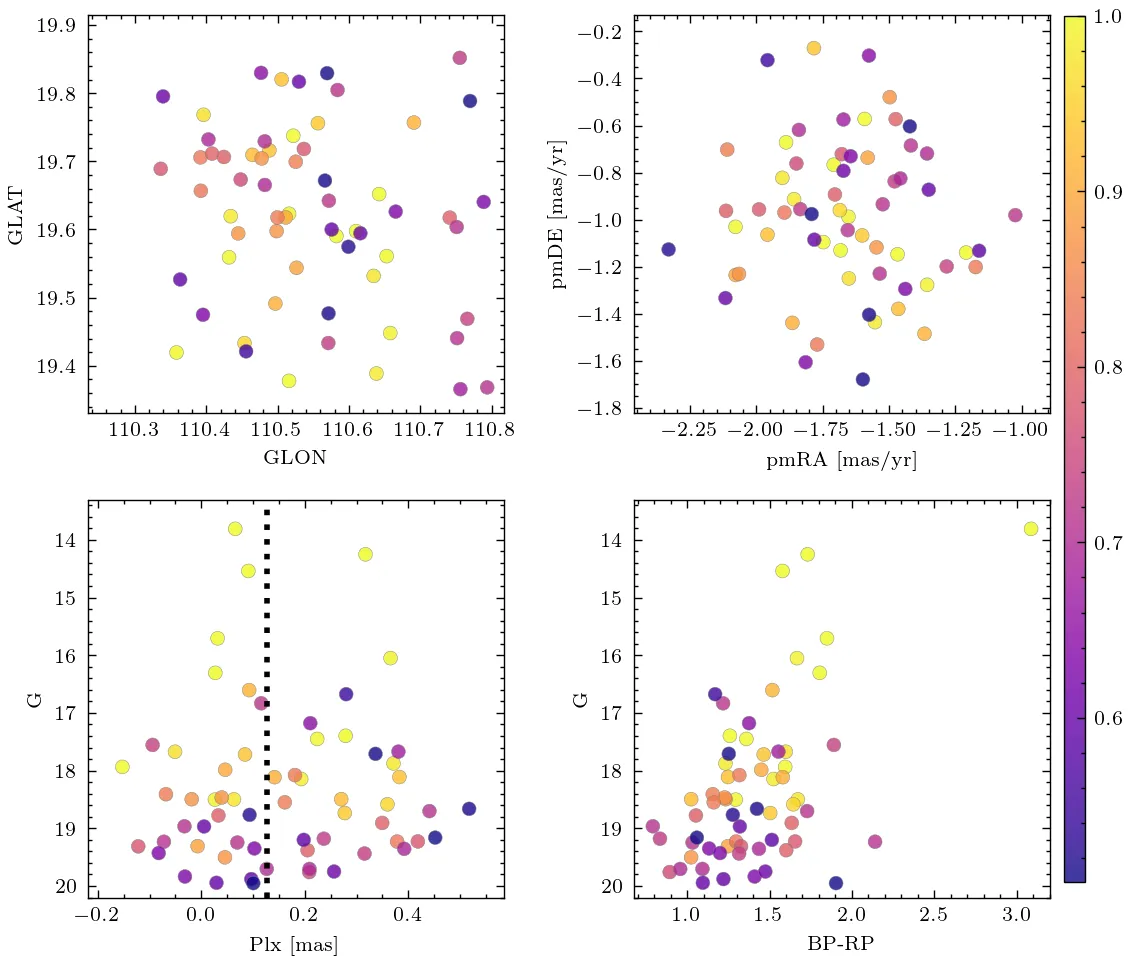 19.9
19.8
19.7
19.6
19.5
19.4
GLAT
110.3 110.4 110.5 110.6 110.7 110.8
GLON
−0.2
−0.4
−0.6
−0.8
−1.0
−1.2
−1.4
−1.6
−1.8
pmDE [mas/yr]
−2.25 −2.00 −1.75 −1.50 −1.25 −1.00
pmRA [mas/yr]
1.0
0.9
0.8
0.7
0.6
14
15
16
17
18
19
20
G
−0.2 0.0 0.2 0.4
Plx [mas]
14
15
16
17
18
19
20
G
1.0 1.5 2.0 2.5 3.0
BP-RP